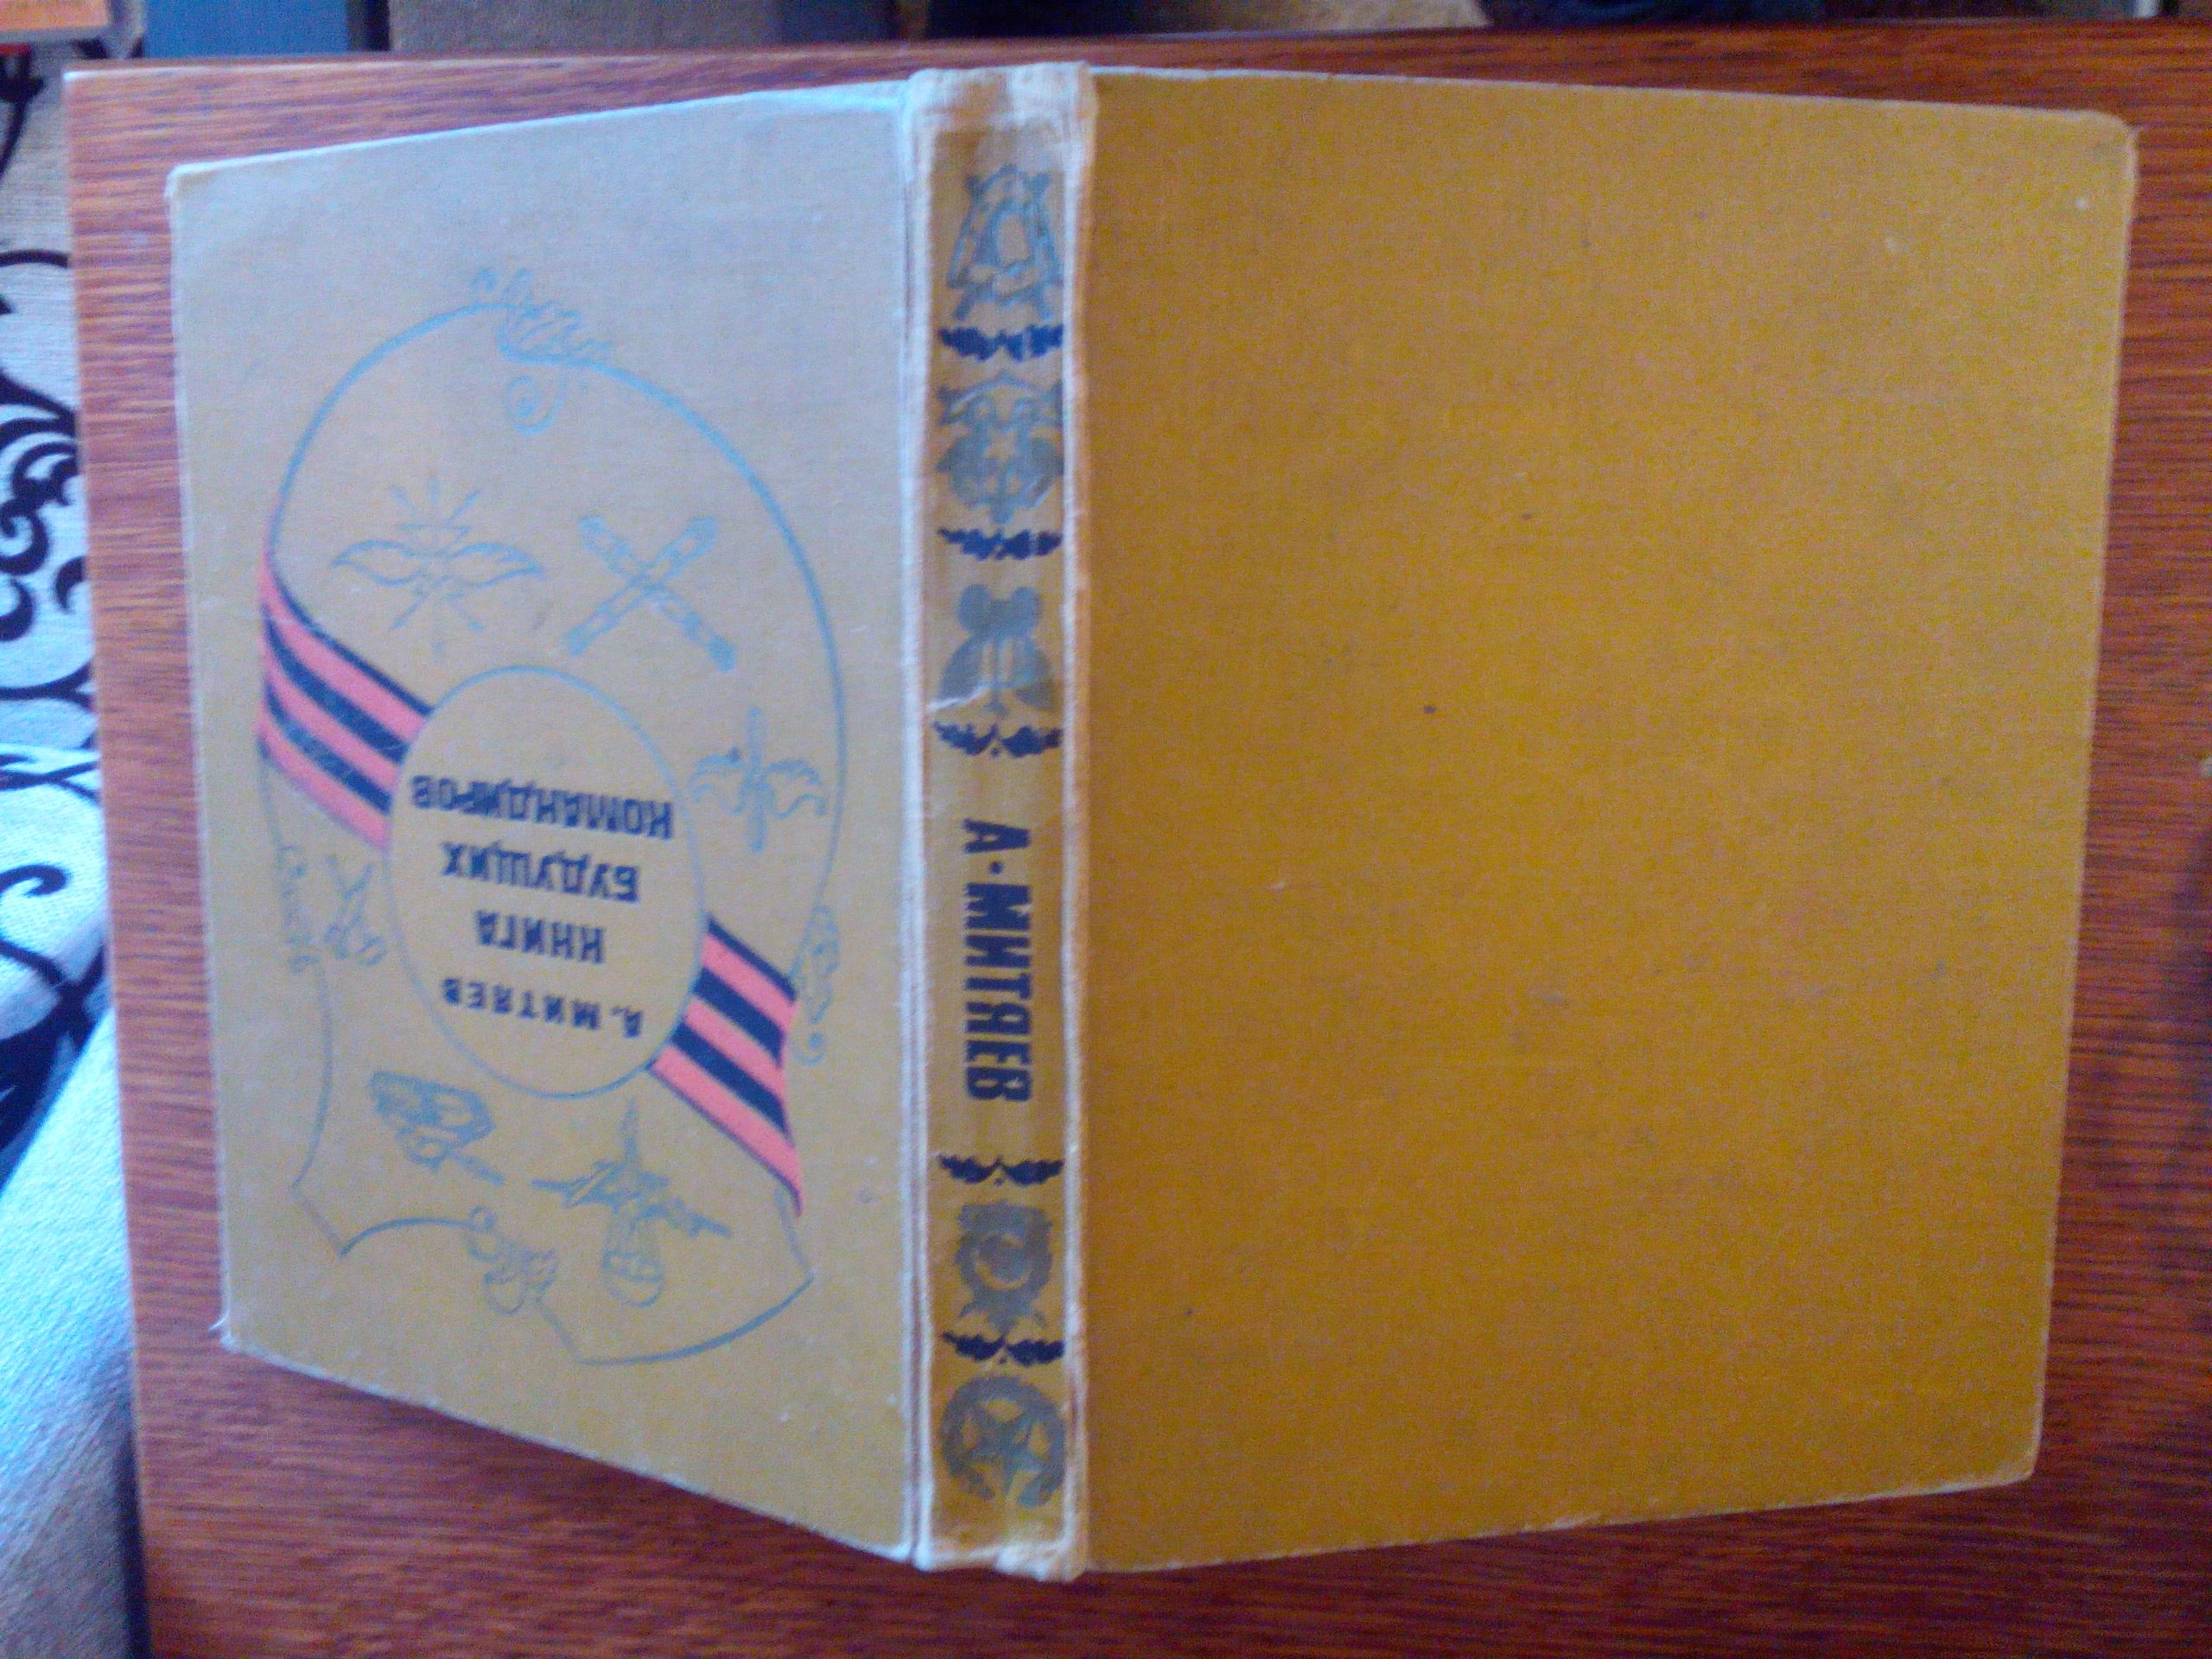 А. МИТЯЕВ
КНИГА
БУДУЩИХ
КОМАНДИРОВ
А·МИТЯЕВ